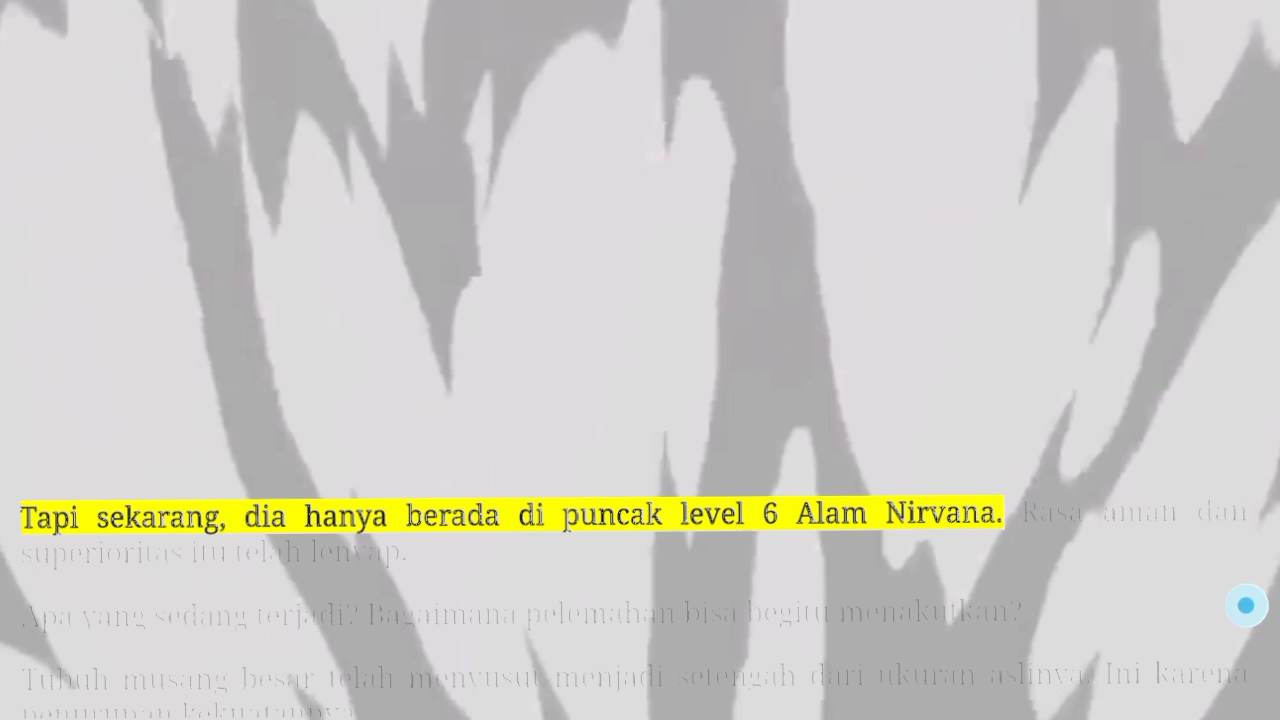 Tapi sekarang, dia hanya berada di puncak level 6 Alam Nirvana. Rasa aman dan
superioritas itu telah lenyap.
Apa yang sedang terjadi? Bagaimana pelemahan bisa begitu menakutkan?
Tubuh musang besar telah menyusut menjadi setengah dari ukuran aslinya. Ini karena
penurunan kekuatannya.